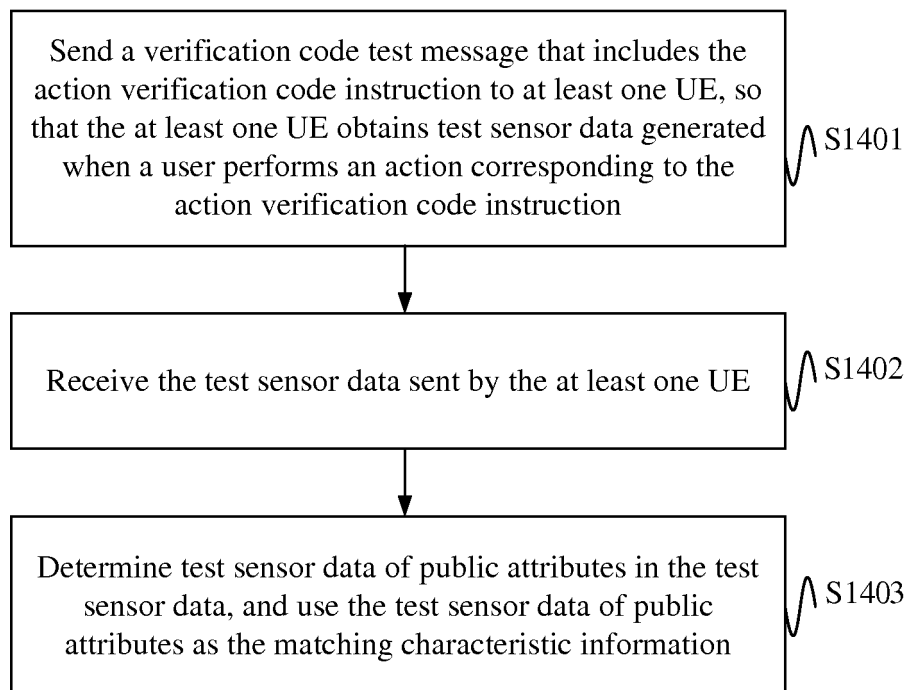 Send a verification code test message that includes the
action verification code instruction to at least one UE, so
that the at least one UE obtains test sensor data generated
when a user performs an action corresponding to the
action verification code instruction
S1401
Receive the test sensor data sent by the at least one UE
S1402
Determine test sensor data of public attributes in the test
sensor data, and use the test sensor data of public
attributes as the matching characteristic information
S1403